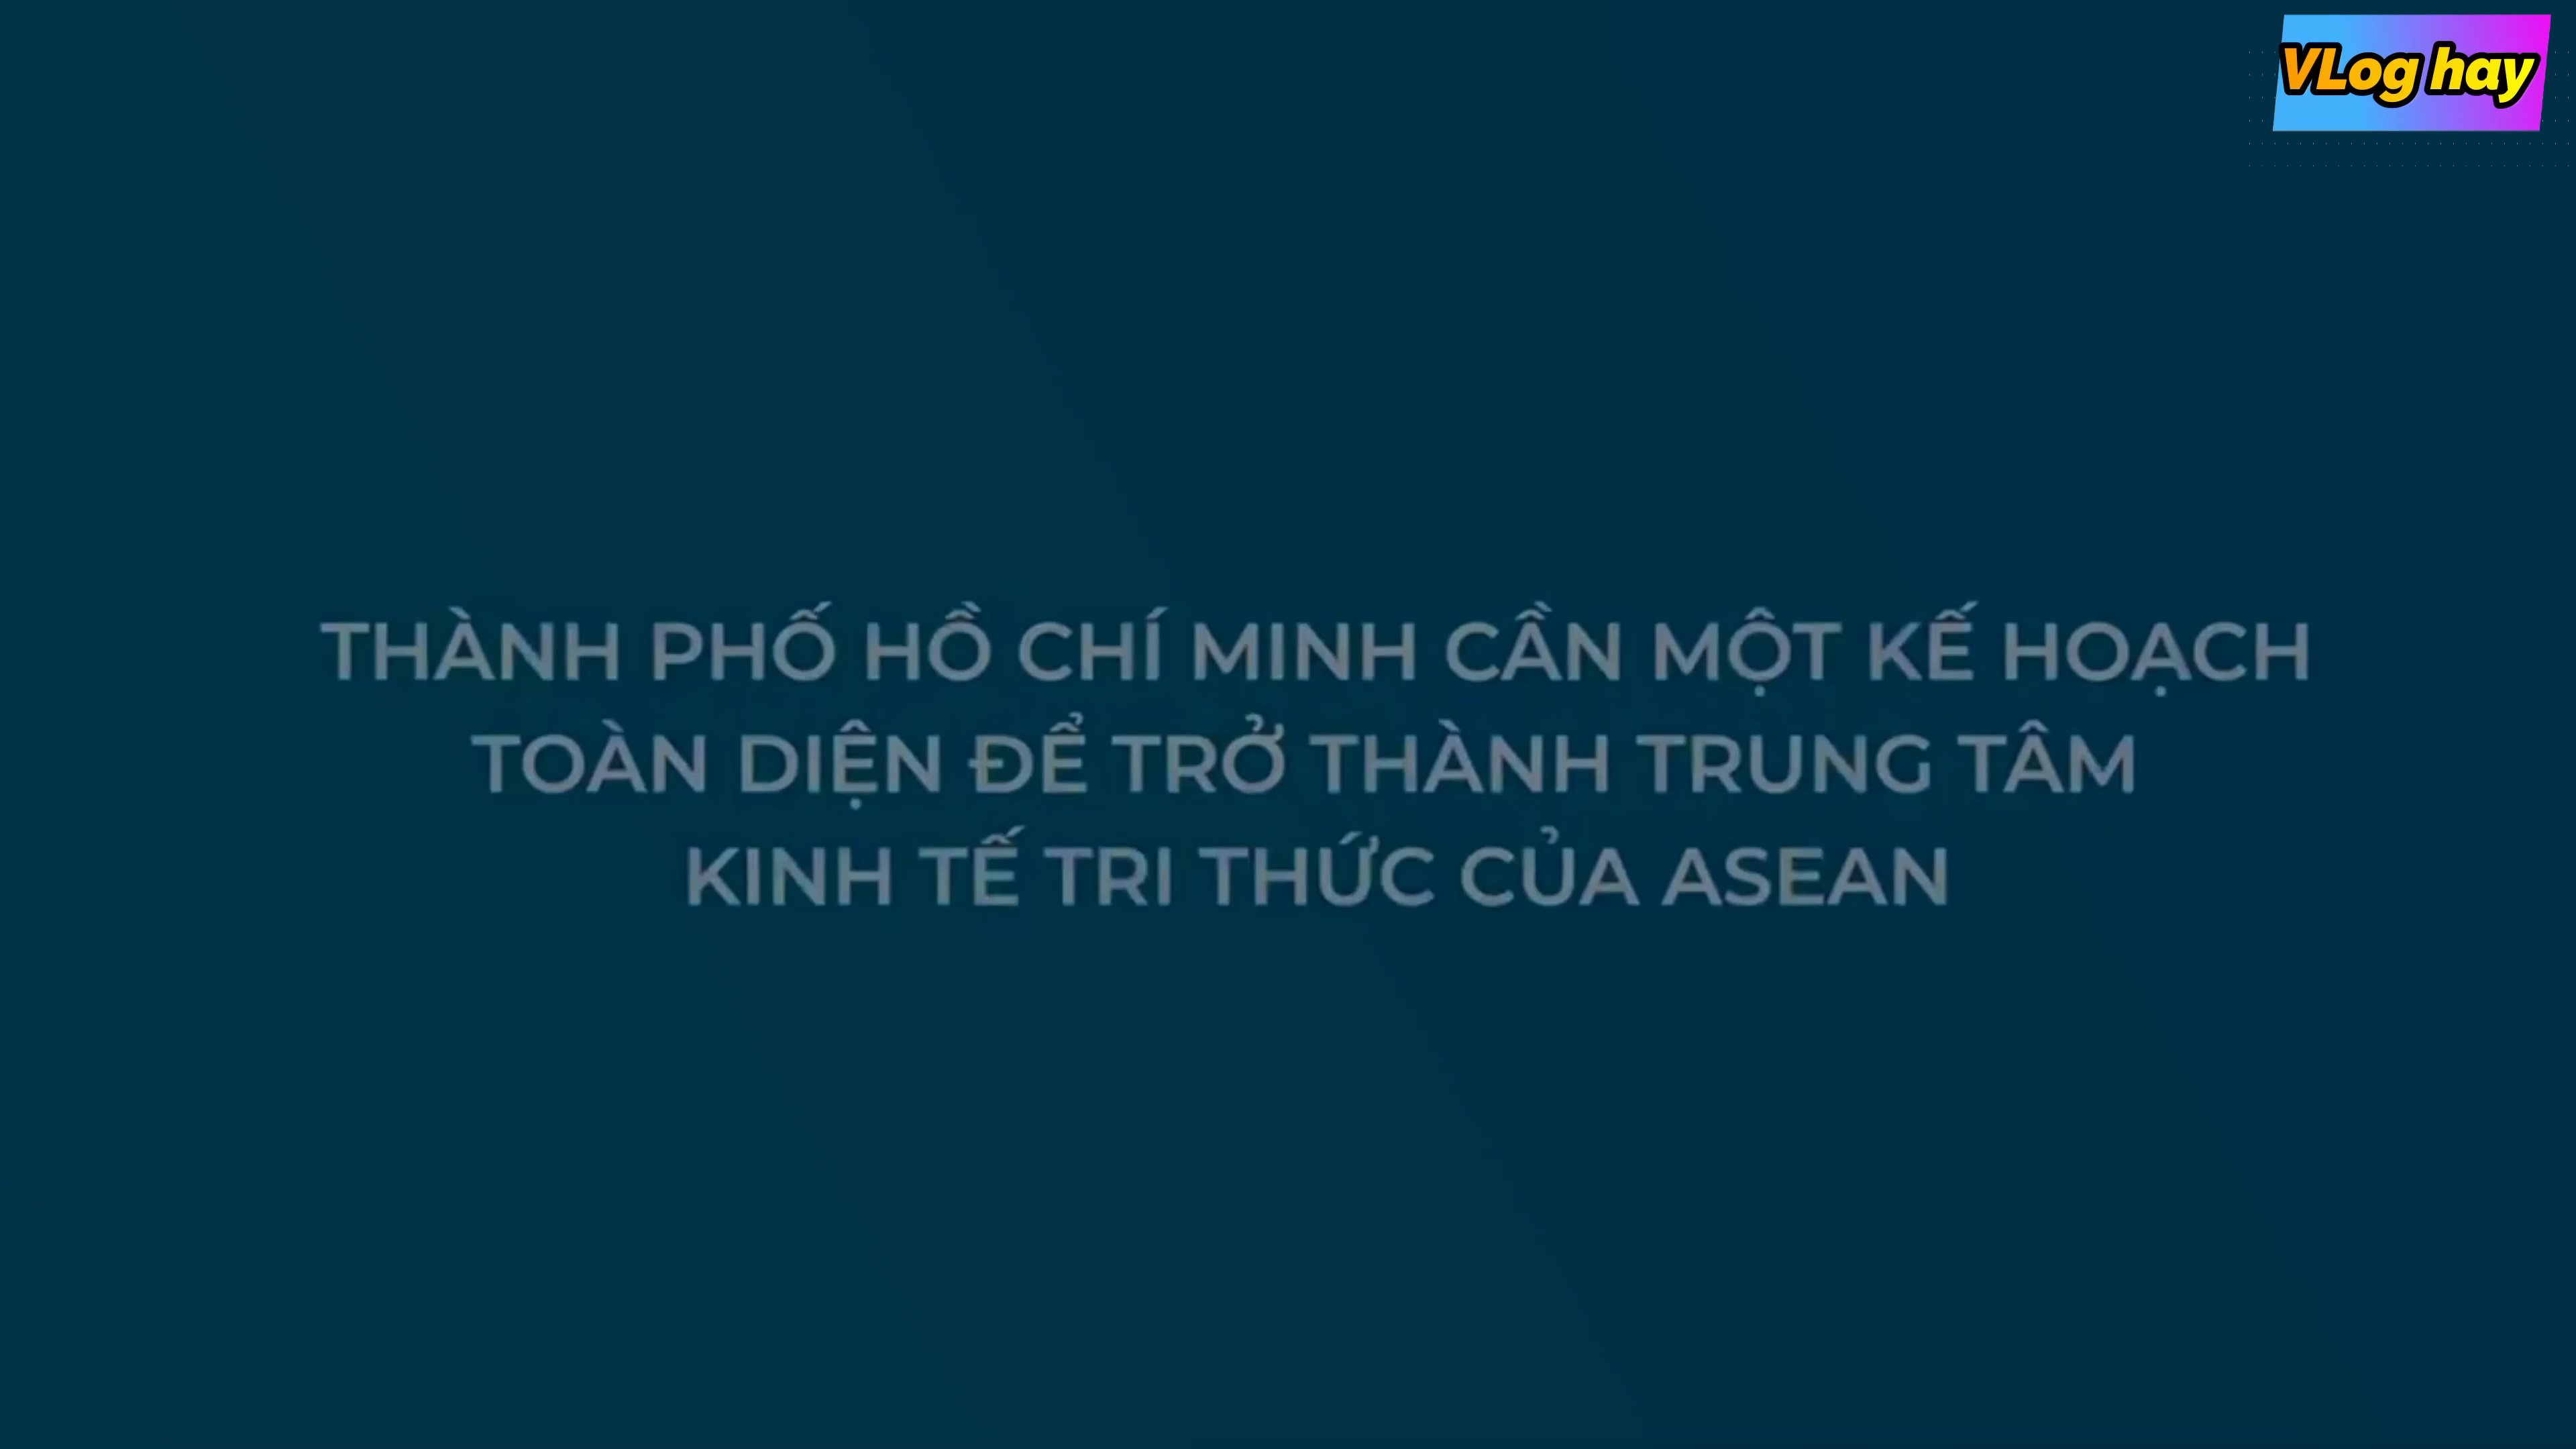 VLog hay
THÀNH PHỐ HỒ CHÍ MINH CẦN MỘT KẾ HOẠCH
TOÀN DIỆN ĐỂ TRỞ THÀNH TRUNG TÂM
KINH TẾ TRI THỨC CỦA ASEAN